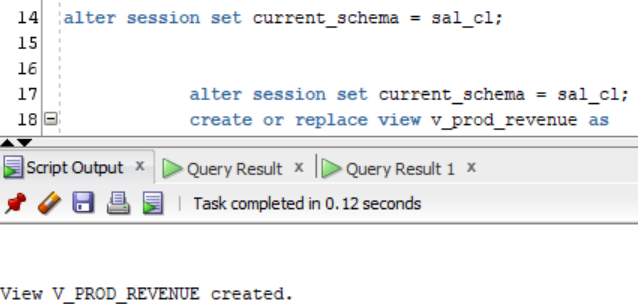 14 alter session set current_schema = sal_cl;
15
16
17 alter session set current_schema = sal_cl;
18 create or replace view v_prod_revenue as
Script Output x Query Result x Query Result 1 x
Task completed in 0.12 seconds
View V_PROD_REVENUE created.